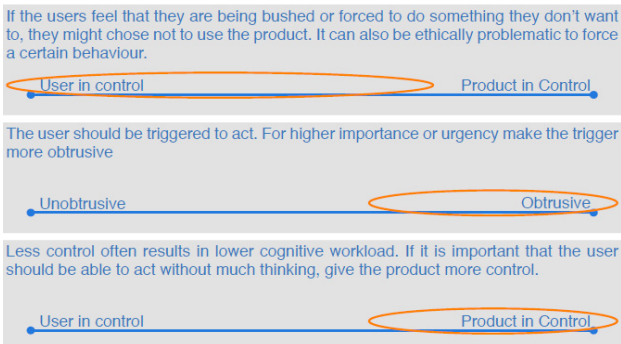 If the users feel that they are being bushed or forced to do something they don't want
to, they might chose not to use the product. It can also be ethically problematic to force
a certain behaviour.
User in control Product in Control
The user should be triggered to act. For higher importance or urgency make the trigger
more obtrusive
Unobtrusive Obtrusive
Less control often results in lower cognitive workload. If it is important that the user
should be able to act without much thinking, give the product more control.
User in control Product in Control